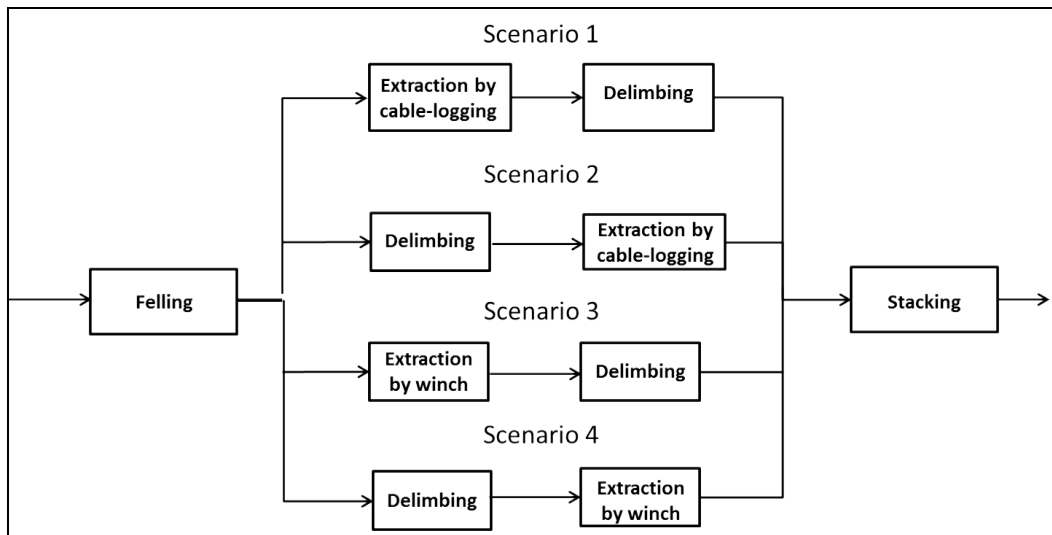 Scenario 1
Extraction by
cable-logging
Delimbing
Scenario 2
Delimbing
Extraction by
cable-logging
Felling
Stacking
Scenario 3
Extraction
by winch
Delimbing
Scenario 4
Delimbing
Extraction
by winch